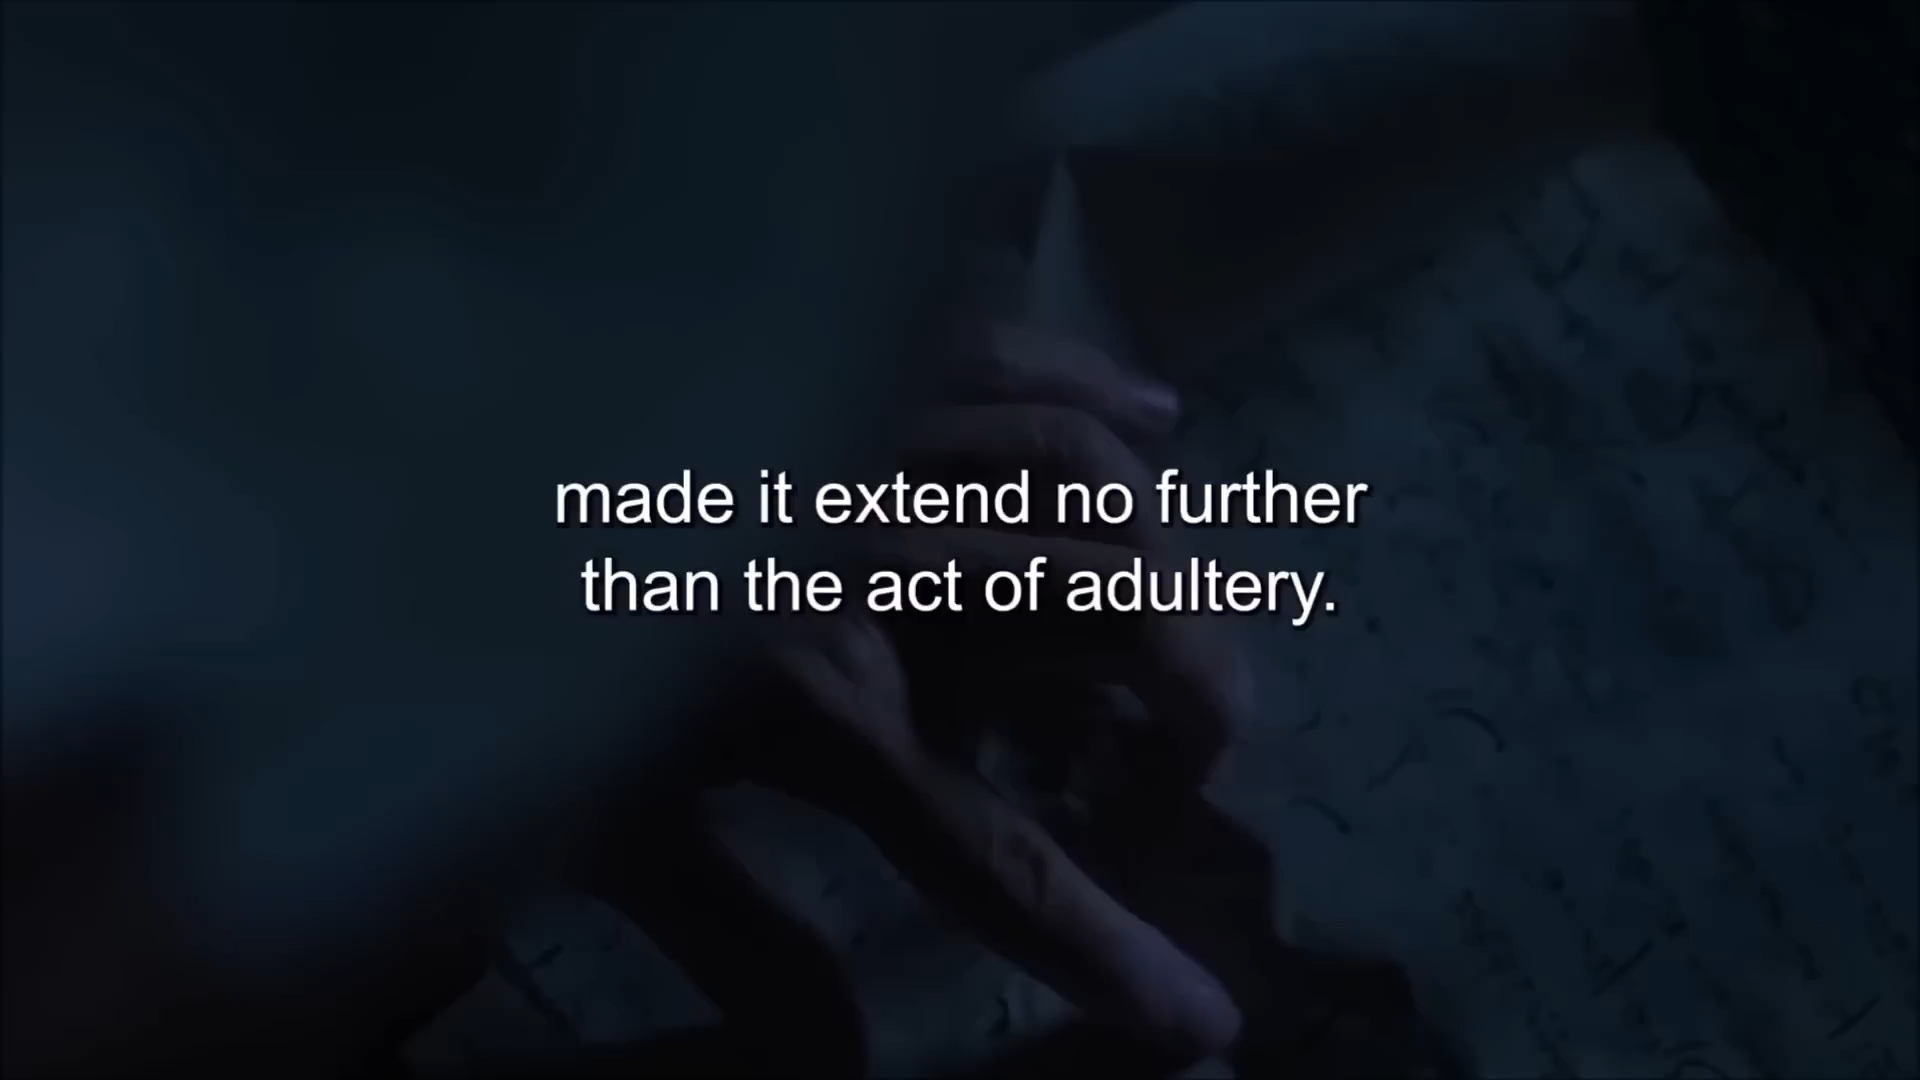 made it extend no further
than the act of adultery.